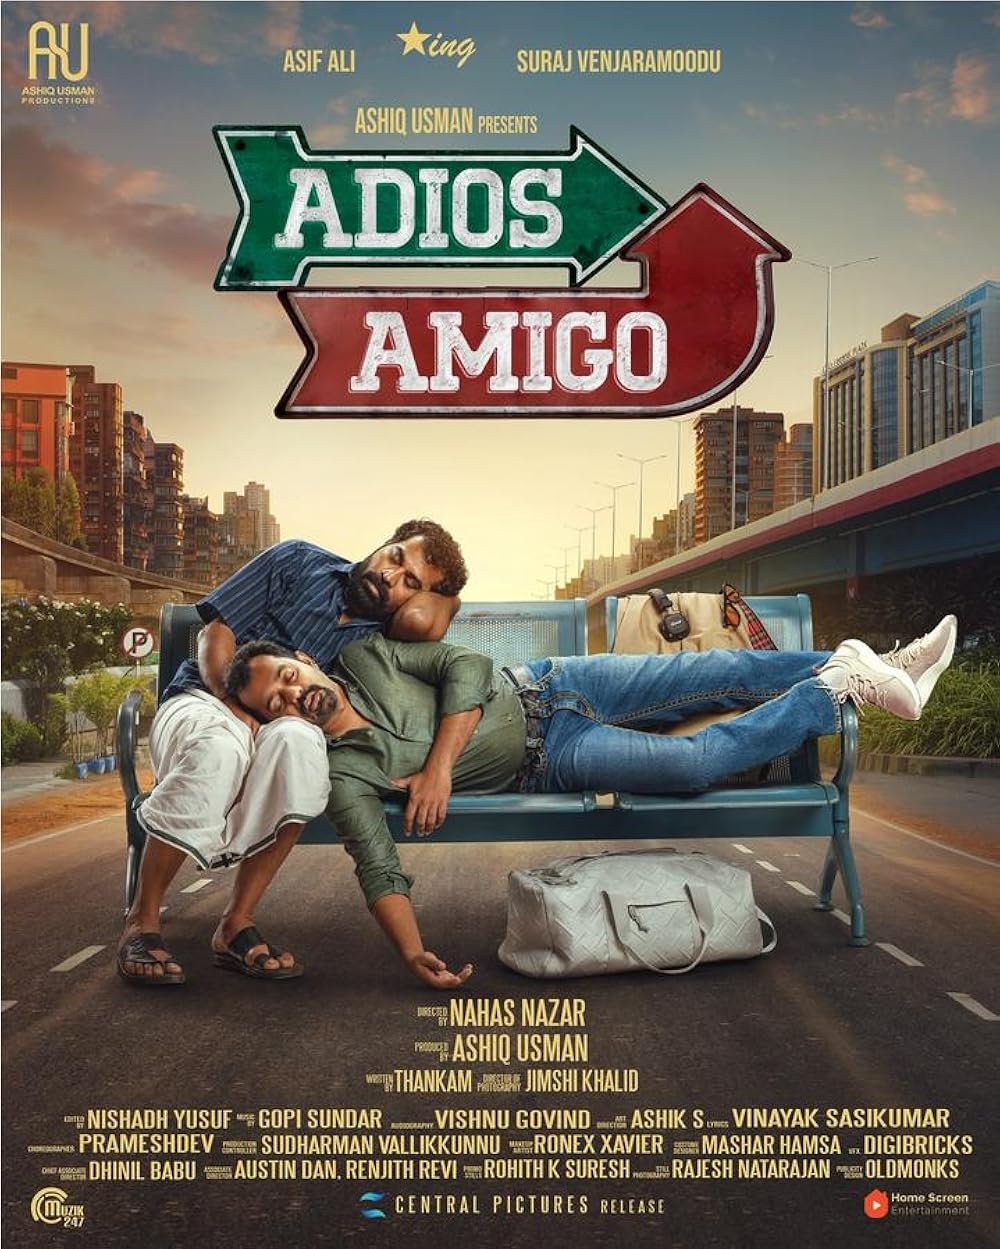 AU
ASHIQ USMAN
PRODUCTIONS
ASIF ALI ★ing SURAJ VENJARAMOODU
ASHIQ USMAN PRESENTS
ADIOS
AMIGO
P
DIRECTED BY NAHAS NAZAR
PRODUCED BY ASHIQ USMAN
WRITTEN BY THANKAM DIRECTOR OF PHOTOGRAPHY JIMSHI KHALID
EDITED BY NISHADH YUSUF MUSIC GOPI SUNDAR AUDIOGRAPHY VISHNU GOVIND ART DIRECTION ASHIK S LYRICS VINAYAK SASIKUMAR
CHOREOGRAPHER PRAMESHDEV PRODUCTION CONTROLLER SUDHARMAN VALLIKKUNNU MAKEUP ARTIST RONEX XAVIER COSTUME DESIGNER MASHAR HAMSA VFX DIGIBRICKS
CHIEF ASSOCIATE DIRECTOR DHINIL BABU ASSOCIATE DIRECTOR AUSTIN DAN, RENJITH REVI PROMO STILLS ROHITH K SURESH STILL PHOTOGRAPHY RAJESH NATARAJAN PUBLICITY DESIGN OLDMONKS
MUZIK 247
CENTRAL PICTURES RELEASE
Home Screen
Entertainment